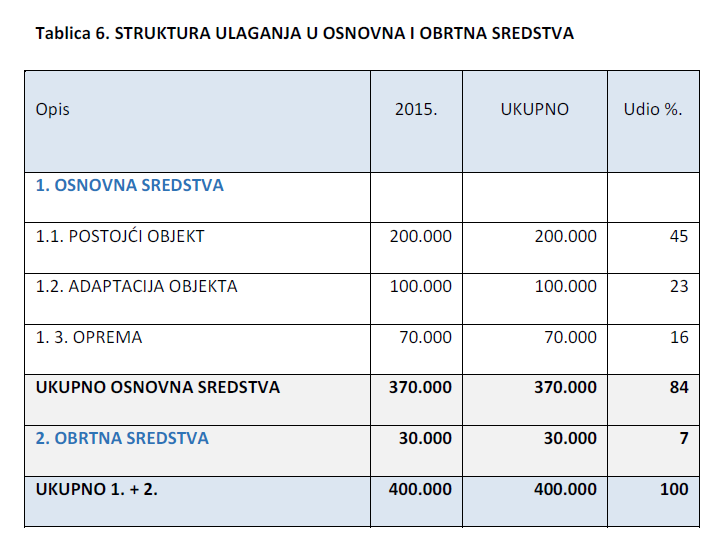 Tablica 6. STRUKTURA ULAGANJA U OSNOVNA I OBRTNA SREDSTVA
Opis 2015. UKUPNO Udio %.
1. OSNOVNA SREDSTVA
1.1. POSTOJĆI OBJEKT 200.000 200.000 45
1.2. ADAPTACIJA OBJEKTA 100.000 100.000 23
1. 3. OPREMA 70.000 70.000 16
UKUPNO OSNOVNA SREDSTVA 370.000 370.000 84
2. OBRTNA SREDSTVA 30.000 30.000 7
UKUPNO 1. + 2. 400.000 400.000 100